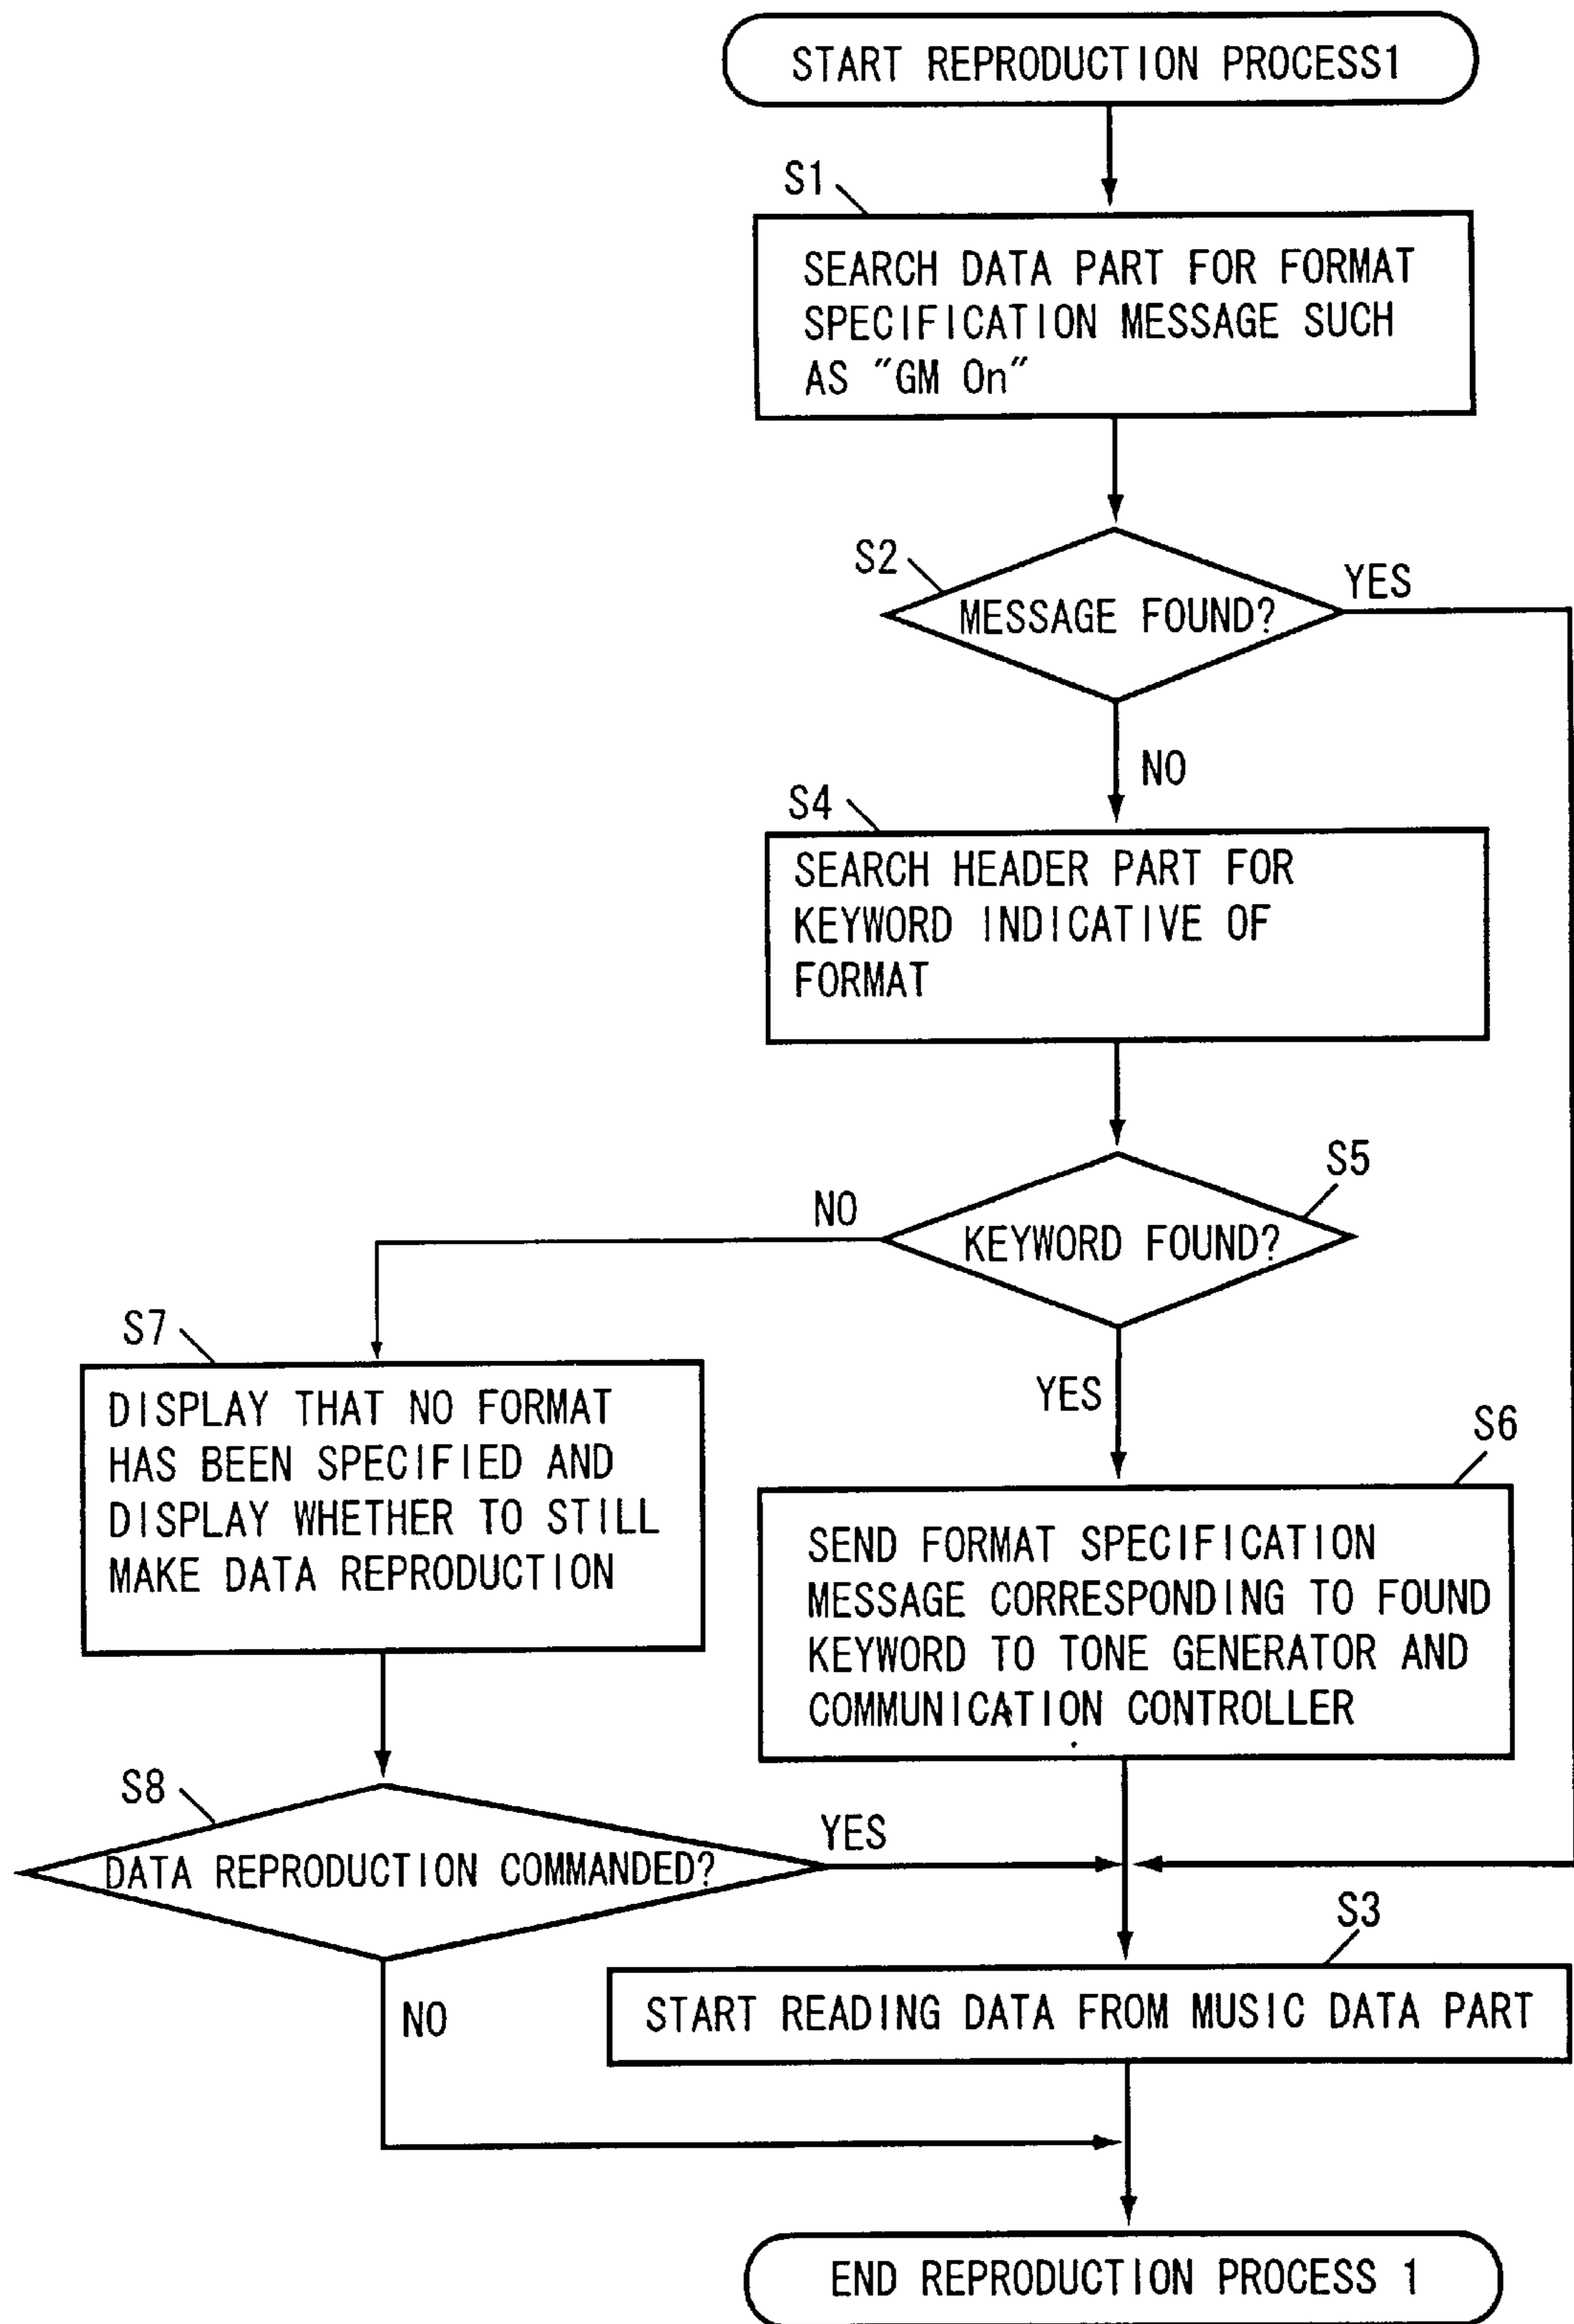 START REPRODUCTION PROCESS1
S1
SEARCH DATA PART FOR FORMAT
SPECIFICATION MESSAGE SUCH
AS "GM On"
S2
MESSAGE FOUND?
YES
NO
S4
SEARCH HEADER PART FOR
KEYWORD INDICATIVE OF
FORMAT
S5
KEYWORD FOUND?
NO
YES
S7
DISPLAY THAT NO FORMAT
HAS BEEN SPECIFIED AND
DISPLAY WHETHER TO STILL
MAKE DATA REPRODUCTION
S6
SEND FORMAT SPECIFICATION
MESSAGE CORRESPONDING TO FOUND
KEYWORD TO TONE GENERATOR AND
COMMUNICATION CONTROLLER
S8
DATA REPRODUCTION COMMANDED?
YES
NO
S3
START READING DATA FROM MUSIC DATA PART
END REPRODUCTION PROCESS 1